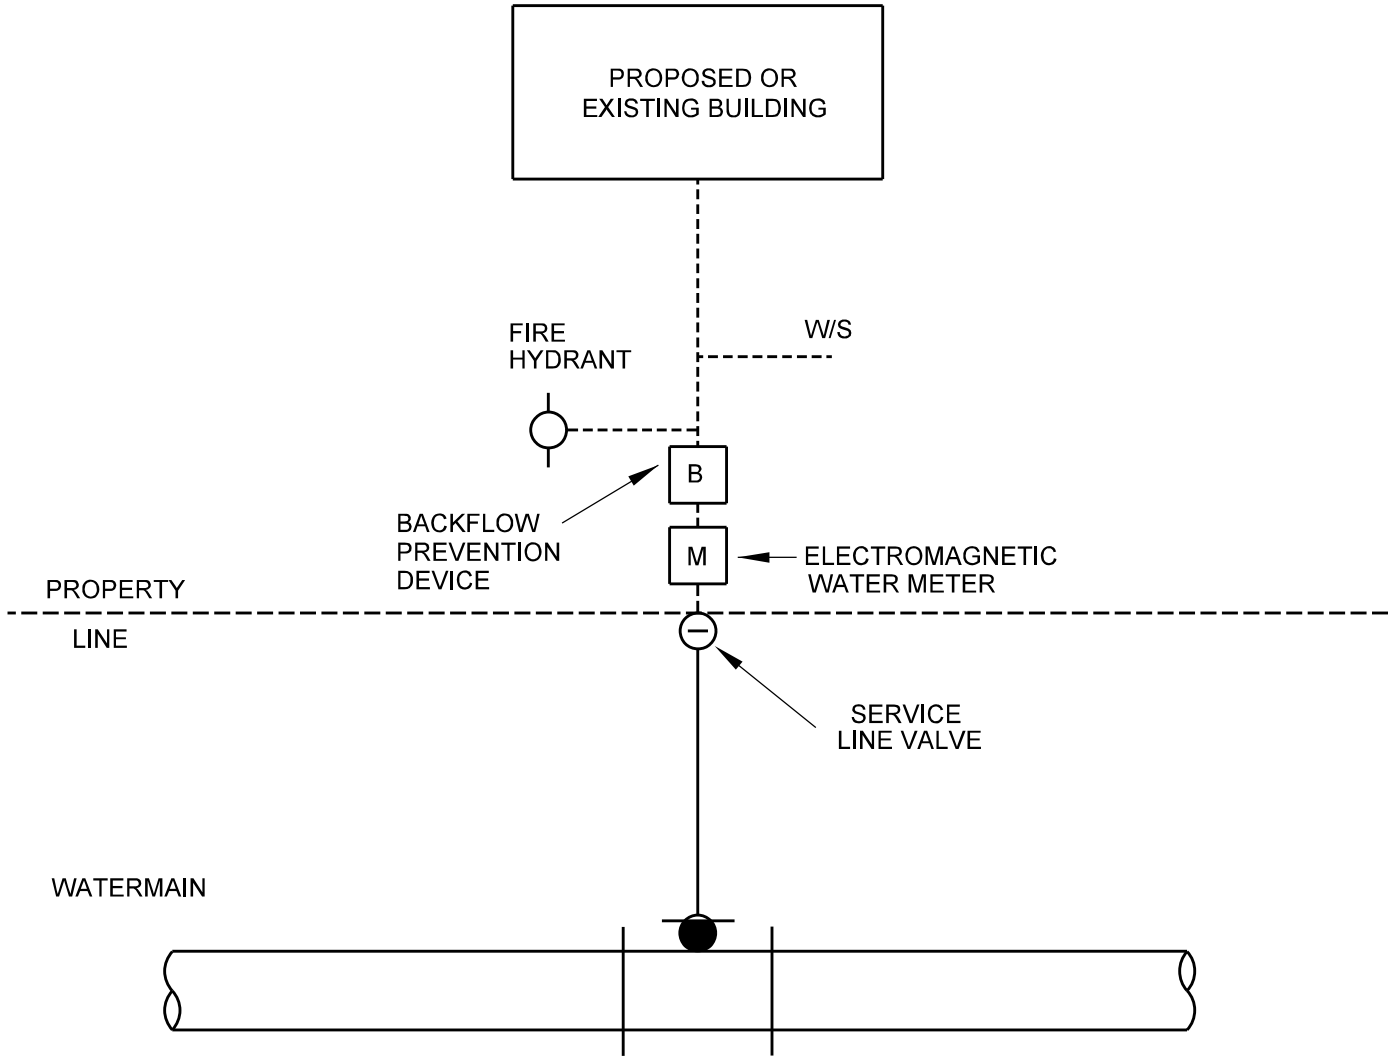 PROPOSED OR
EXISTING BUILDING
W/S
FIRE
HYDRANT
B
BACKFLOW
PREVENTION
DEVICE
M
ELECTROMAGNETIC
WATER METER
PROPERTY
LINE
SERVICE
LINE VALVE
WATERMAIN